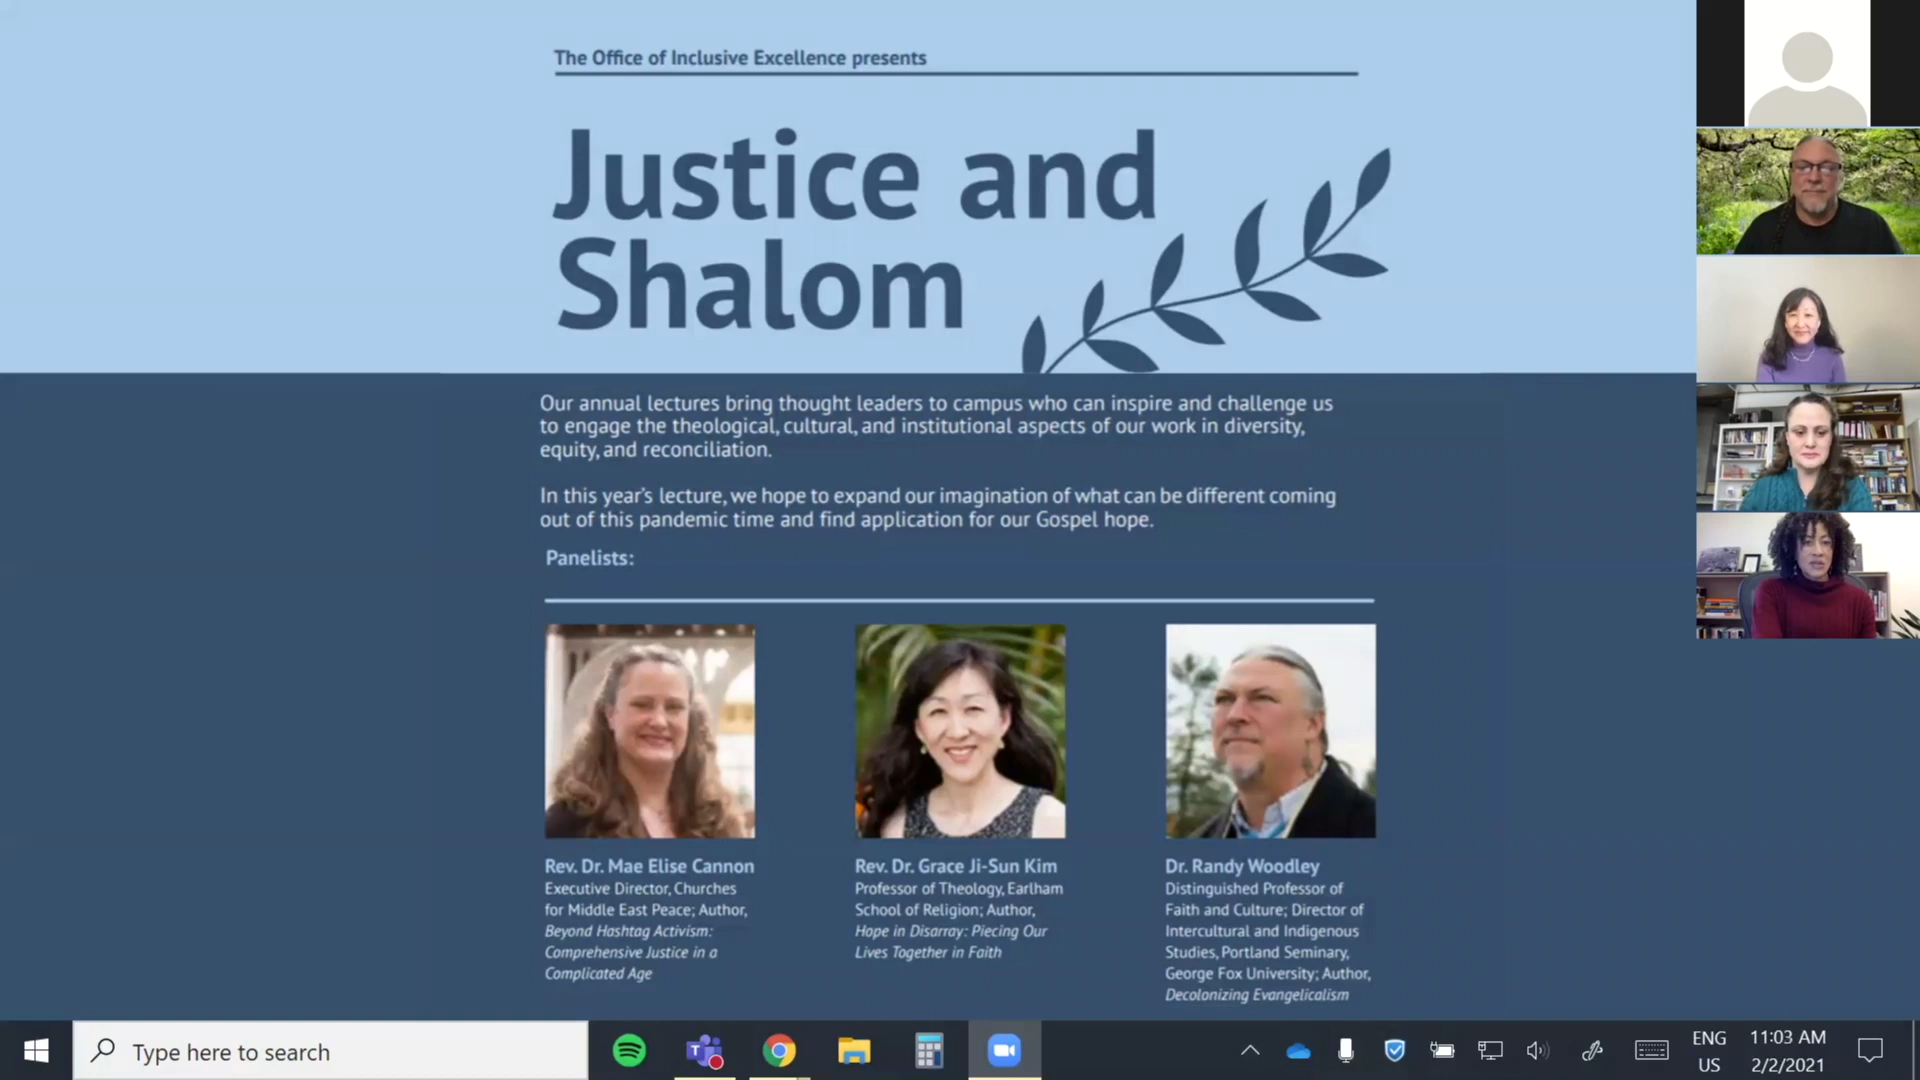 The Office of Inclusive Excellence presents
Justice and
Shalom
Our annual lectures bring thought leaders to campus who can inspire and challenge us
to engage the theological, cultural, and institutional aspects of our work in diversity,
equity, and reconciliation.
In this year's lecture, we hope to expand our imagination of what can be different coming
out of this pandemic time and find application for our Gospel hope.
Panelists:
Rev. Dr. Mae Elise Cannon
Executive Director, Churches
for Middle East Peace; Author,
Beyond Hashtag Activism:
Comprehensive Justice in a
Complicated Age
Rev. Dr. Grace Ji-Sun Kim
Professor of Theology, Earlham
School of Religion; Author,
Hope in Disarray: Piecing Our
Lives Together in Faith
Dr. Randy Woodley
Distinguished Professor of
Faith and Culture; Director of
Intercultural and Indigenous
Studies, Portland Seminary,
George Fox University; Author,
Decolonizing Evangelicalism
Type here to search
ENG
US
11:03 AM
2/2/2021